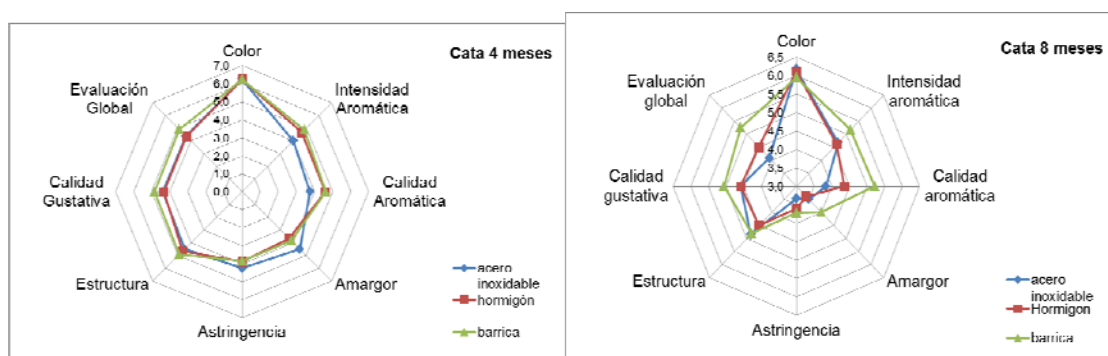 Cata 4 meses
Color
7.0
6.0
5.0
4.0
3.0
2.0
1.0
0.0
Intensidad
Aromática
Calidad
Aromática
Amargor
Astringencia
Estructura
Calidad
Gustativa
Evaluación
Global
acero
inoxidable
hormigón
barrica
Cata 8 meses
Color
6.5
6.0
5.5
5.0
4.5
4.0
3.5
3.0
Intensidad
aromática
Calidad
aromática
Amargor
Astringencia
Estructura
Calidad
gustativa
Evaluación
global
acero
inoxidable
Hormigon
barrica